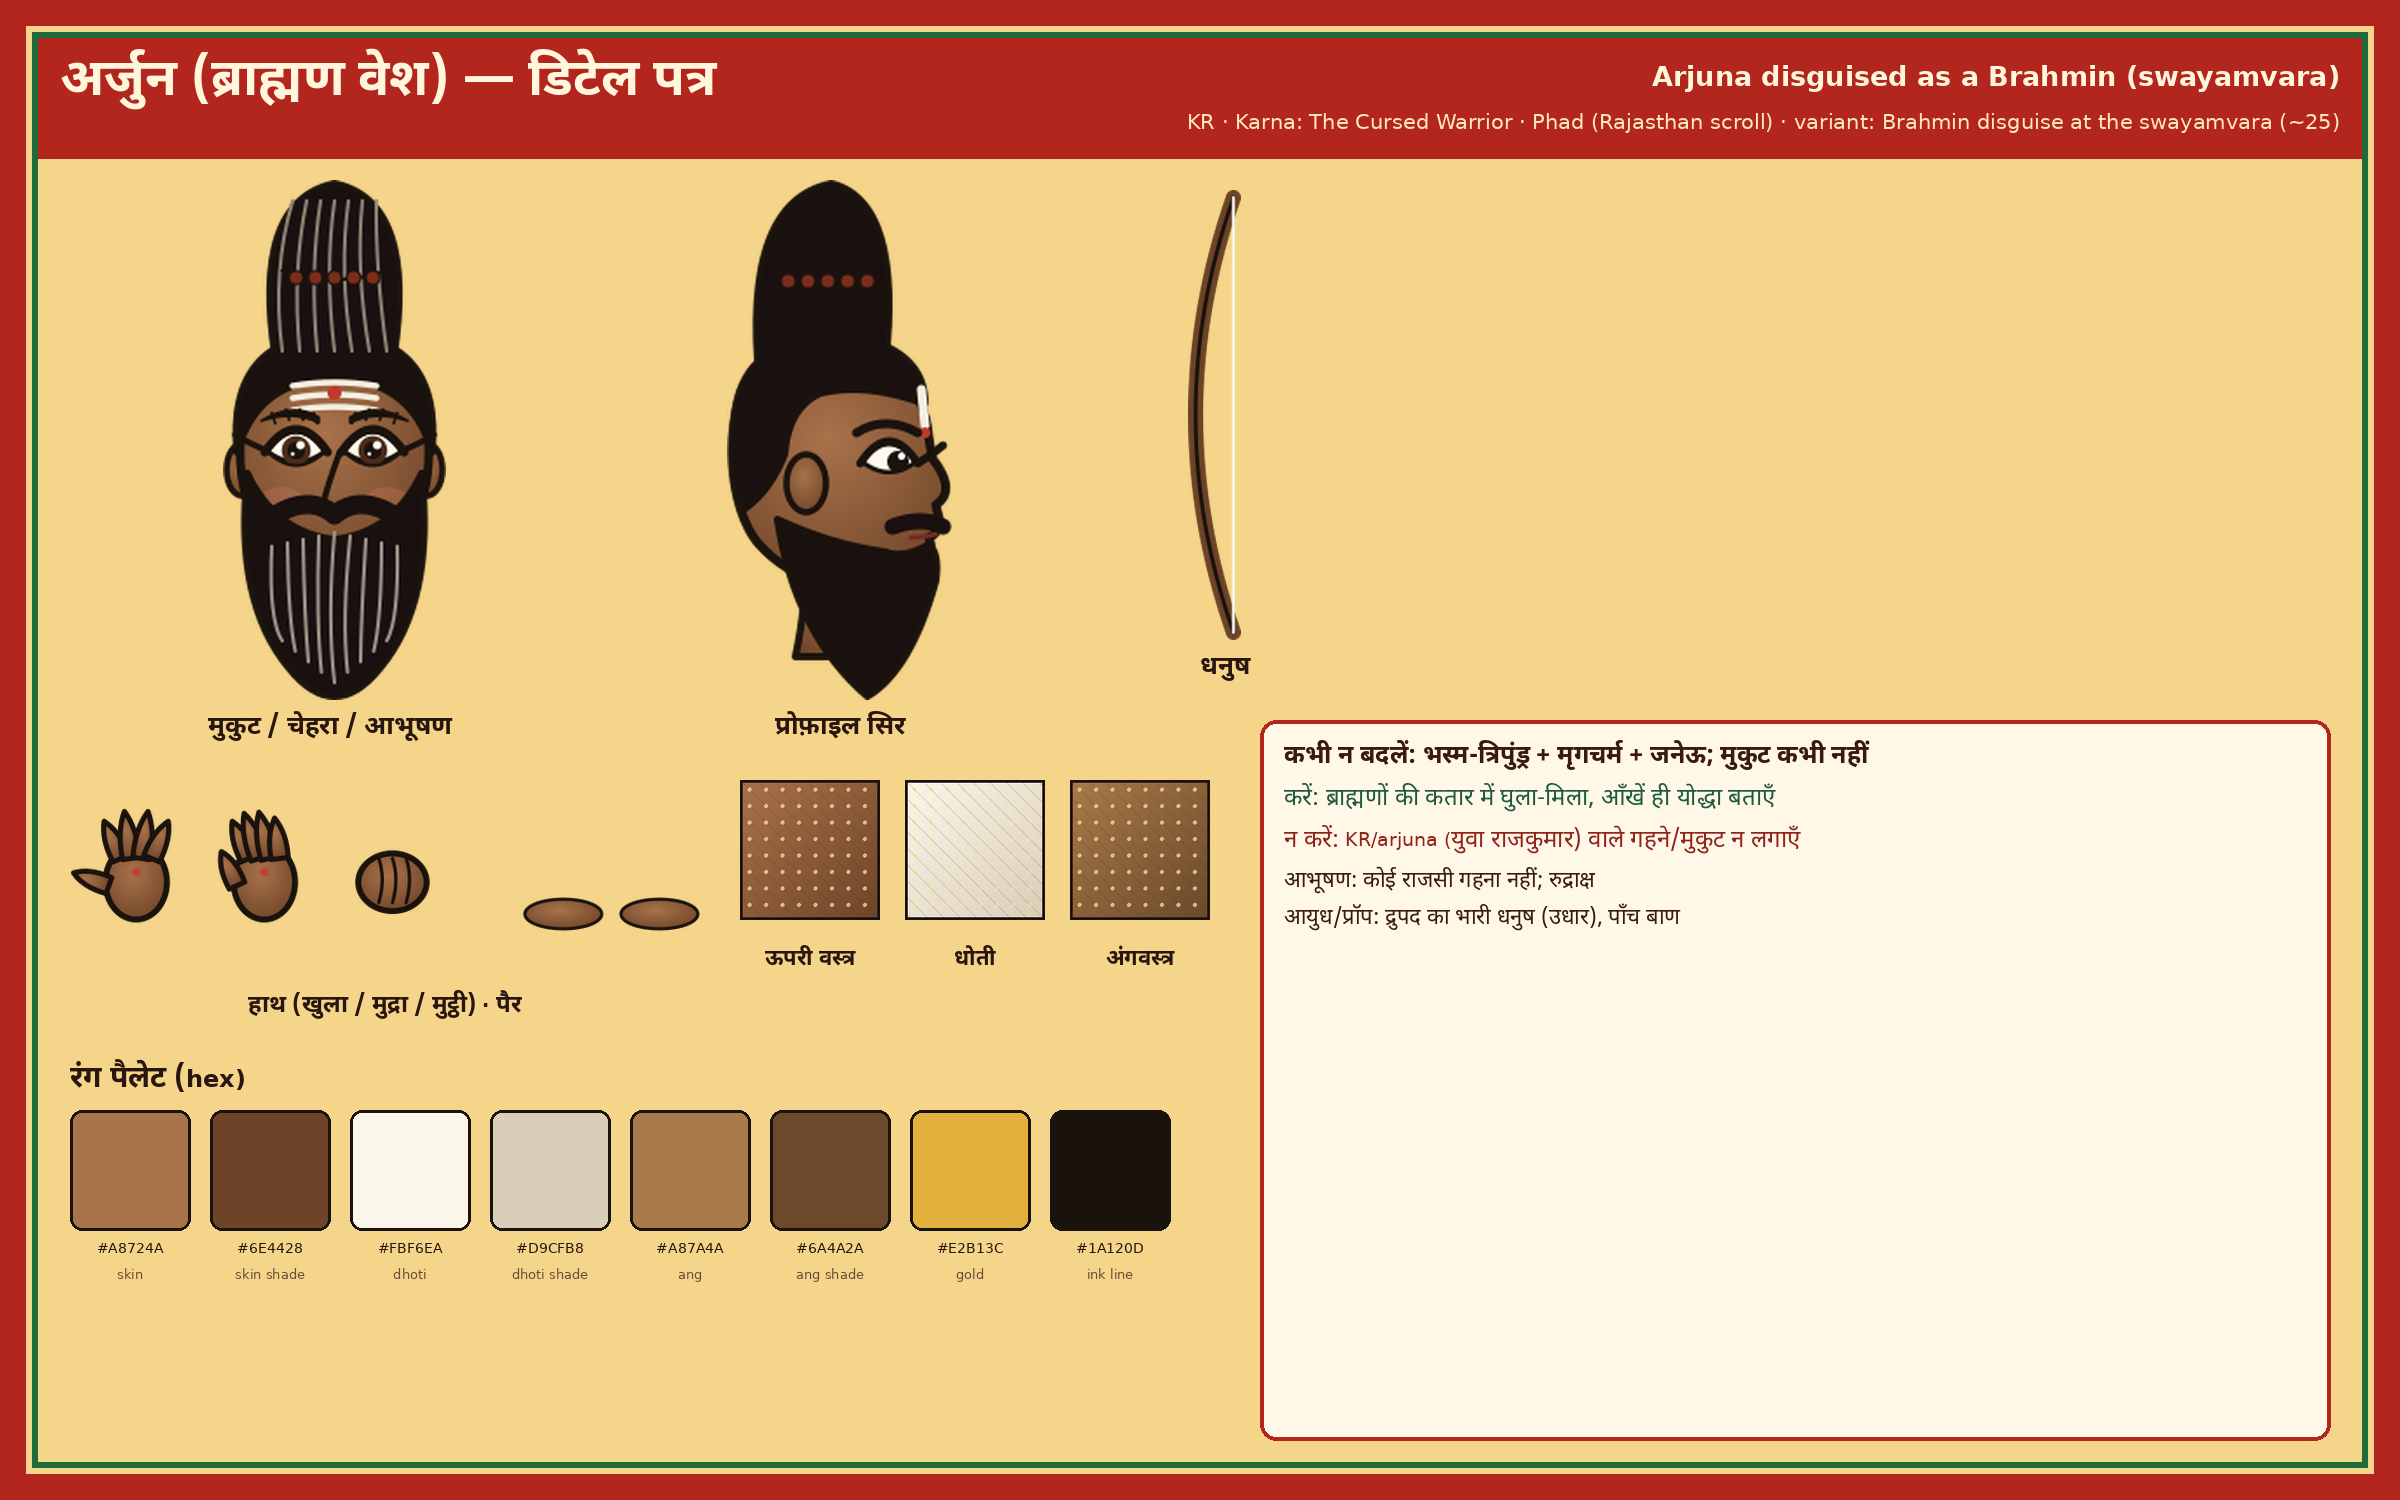 अर्जुन (ब्राह्मण वेश) — डिटेल पत्र
Arjuna disguised as a Brahmin (swayamvara)
KR · Karna: The Cursed Warrior · Phad (Rajasthan scroll) · variant: Brahmin disguise at the swayamvara (~25)
धनुष
मुकुट / चेहरा / आभूषण
प्रोफ़ाइल सिर
कभी न बदलें: भस्म-त्रिपुंड्र + मृगचर्म + जनेऊ; मुकुट कभी नहीं
करें: ब्राह्मणों की कतार में घुला-मिला, आँखें ही योद्धा बताएँ
न करें: KR/arjuna (युवा राजकुमार) वाले गहने/मुकुट न लगाएँ
आभूषण: कोई राजसी गहना नहीं; रुद्राक्ष
आयुध/प्रॉप: द्रुपद का भारी धनुष (उधार), पाँच बाण
ऊपरी वस्त्र
धोती
अंगवस्त्र
हाथ (खुला / मुद्रा / मुट्ठी) · पैर
रंग पैलेट (hex)
#A8724A
#6E4428
#FBF6EA
#D9CFB8
#A87A4A
#6A4A2A
#E2B13C
#1A120D
skin
skin shade
dhoti
dhoti shade
ang
ang shade
gold
ink line